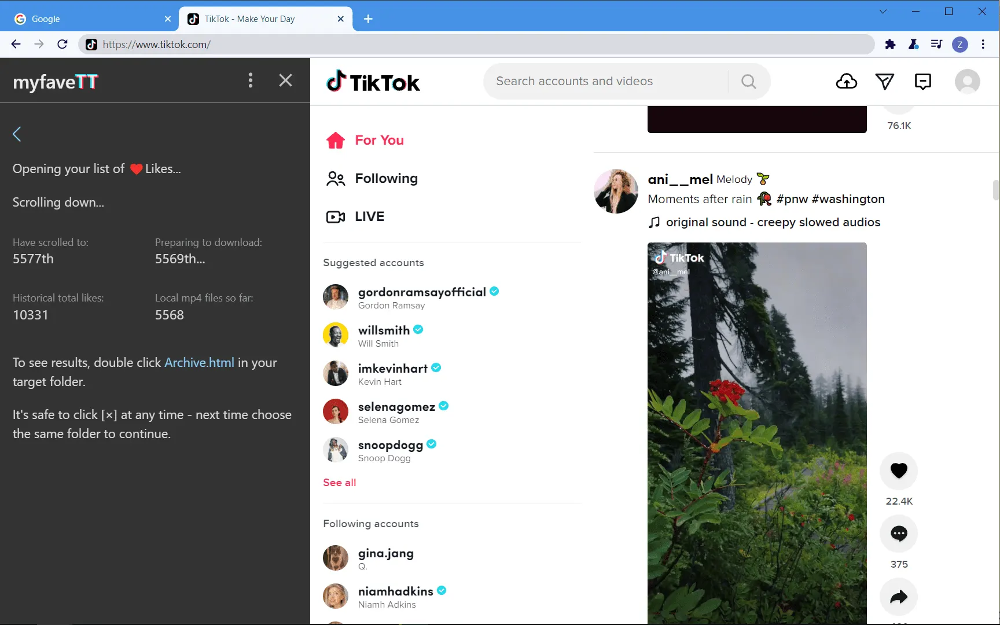 Google
TikTok - Make Your Day
https://www.tiktok.com/
Z
myfaveTT
Opening your list of ❤️ Likes...
Scrolling down...
Have scrolled to:
5577th
Preparing to download:
5569th...
Historical total likes:
10331
Local mp4 files so far:
5568
To see results, double click Archive.html in your
target folder.
It's safe to click [×] at any time - next time choose
the same folder to continue.
TikTok
Search accounts and videos
For You
Following
LIVE
Suggested accounts
gordonramsayofficial
Gordon Ramsay
willsmith
Will Smith
imkevinhart
Kevin Hart
selenagomez
Selena Gomez
snoopdogg
Snoop Dogg
See all
Following accounts
gina.jang
Q.
niamhadkins
Niamh Adkins
76.1K
ani__mel Melody
Moments after rain 🥀 #pnw #washington
original sound - creepy slowed audios
TikTok
@ani__mel
22.4K
375